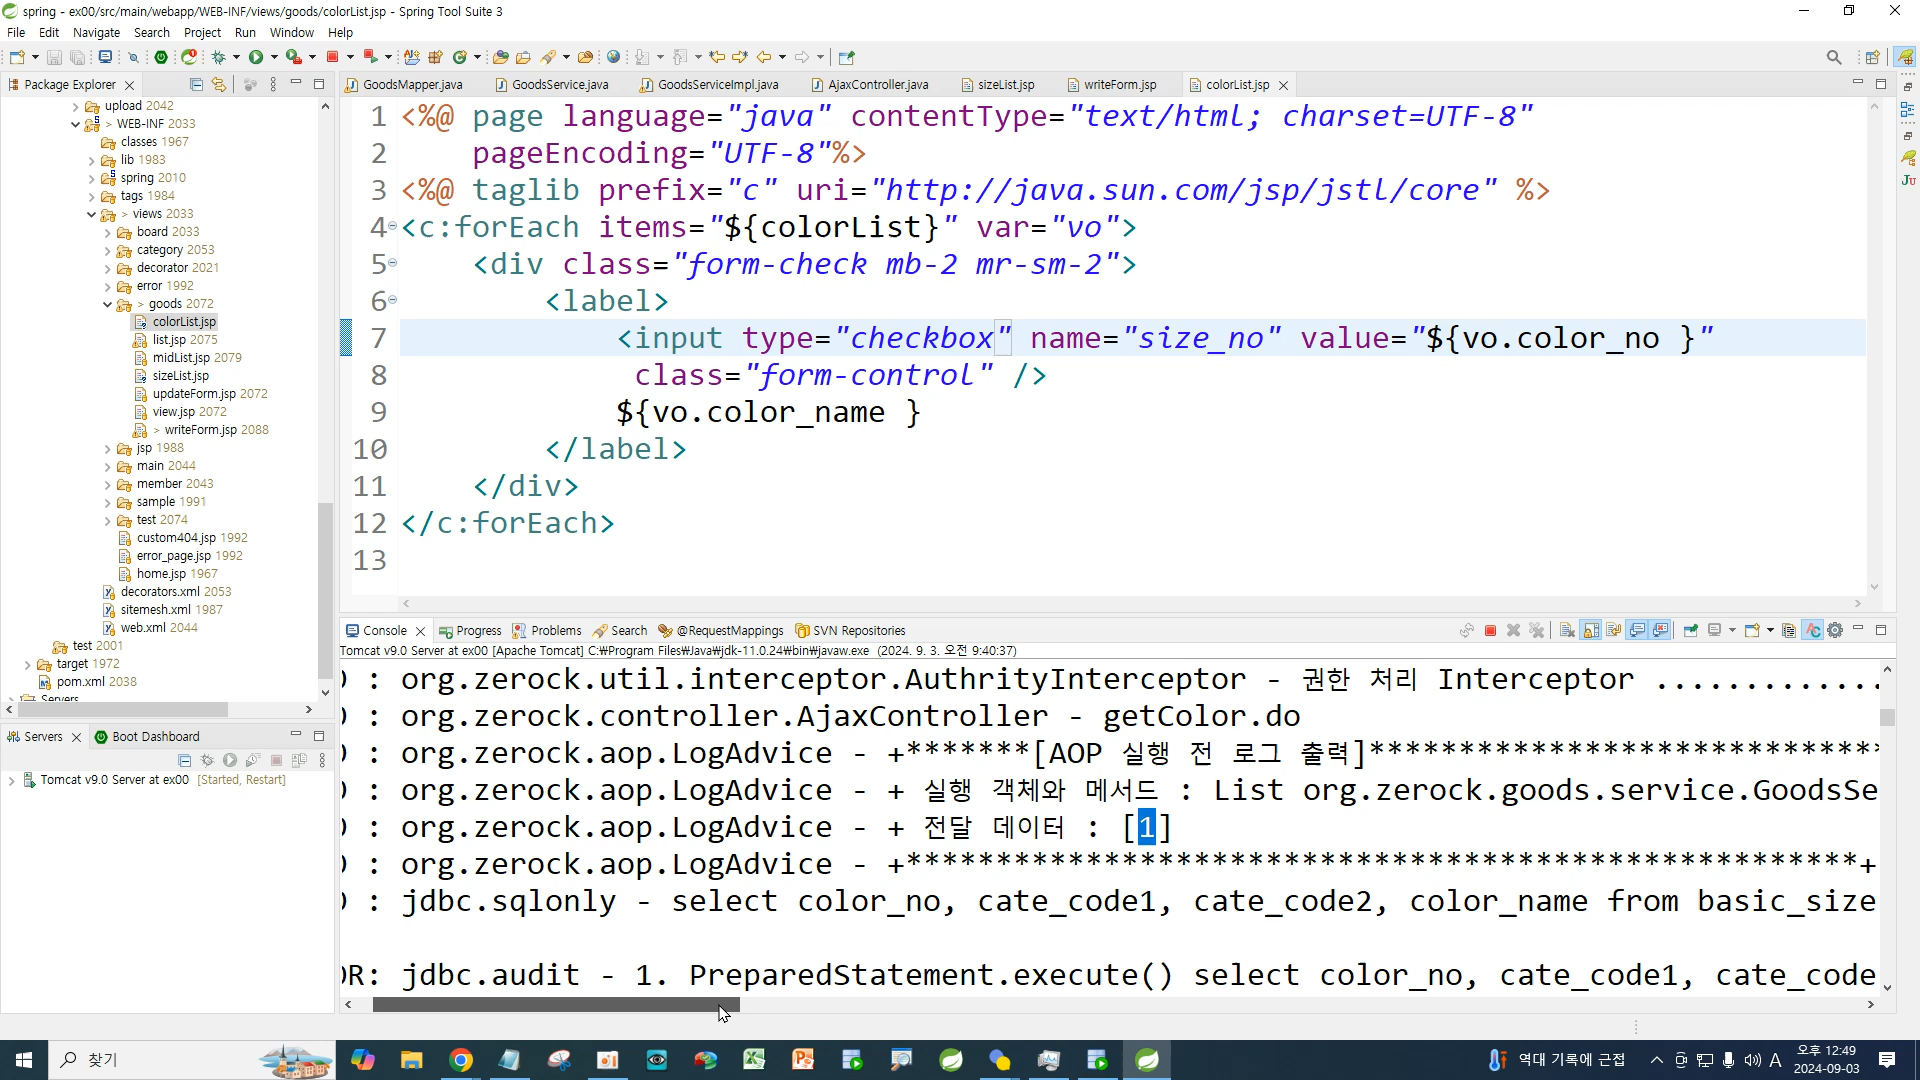 spring - ex00/src/main/webapp/WEB-INF/views/goods/colorList.jsp - Spring Tool Suite 3
File Edit Navigate Search Project Run Window Help
Package Explorer
GoodsMapper.java GoodsService.java GoodsServiceImpl.java AjaxController.java sizeList.jsp writeForm.jsp colorList.jsp
upload 2042
> WEB-INF 2033
classes 1967
lib 1983
spring 2010
tags 1984
> views 2033
board 2033
category 2053
decorator 2021
error 1992
> goods 2072
colorList.jsp
list.jsp 2075
midList.jsp 2079
sizeList.jsp
updateForm.jsp 2072
view.jsp 2072
> writeForm.jsp 2088
jsp 1988
main 2044
member 2043
sample 1991
test 2074
custom404.jsp 1992
error_page.jsp 1992
home.jsp 1967
decorators.xml 2053
sitemesh.xml 1987
web.xml 2044
test 2001
target 1972
pom.xml 2038
Servers
1 <%@ page language="java" contentType="text/html; charset=UTF-8"
2 pageEncoding="UTF-8"%>
3 <%@ taglib prefix="c" uri="http://java.sun.com/jsp/jstl/core" %>
4 <c:forEach items="${colorList}" var="vo">
5 <div class="form-check mb-2 mr-sm-2">
6 <label>
7 <input type="checkbox" name="size_no" value="${vo.color_no }"
8 class="form-control" />
9 ${vo.color_name }
10 </label>
11 </div>
12 </c:forEach>
13
Servers Boot Dashboard
Tomcat v9.0 Server at ex00 [Started, Restart]
Console Progress Problems Search @RequestMappings SVN Repositories
Tomcat v9.0 Server at ex00 [Apache Tomcat] C:₩Program Files₩Java₩jdk-11.0.24₩bin₩javaw.exe (2024. 9. 3. 오전 9:40:37)
) : org.zerock.util.interceptor.AuthrityInterceptor - 권한 처리 Interceptor .............
) : org.zerock.controller.AjaxController - getColor.do
) : org.zerock.aop.LogAdvice - +*******[AOP 실행 전 로그 출력]*****************************
) : org.zerock.aop.LogAdvice - + 실행 객체와 메서드 : List org.zerock.goods.service.GoodsSe
) : org.zerock.aop.LogAdvice - + 전달 데이터 : [1]
) : org.zerock.aop.LogAdvice - +*****************************************************+
) : jdbc.sqlonly - select color_no, cate_code1, cate_code2, color_name from basic_size
OR: jdbc.audit - 1. PreparedStatement.execute() select color_no, cate_code1, cate_code
찾기
역대 기록에 근접
A
오후 12:49
2024-09-03